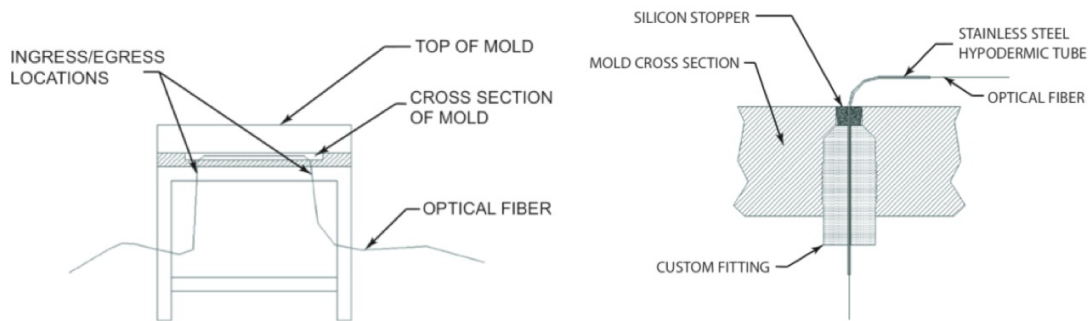 INGRESS/EGRESS
LOCATIONS
TOP OF MOLD
CROSS SECTION
OF MOLD
OPTICAL FIBER
SILICON STOPPER
MOLD CROSS SECTION
STAINLESS STEEL
HYPODERMIC TUBE
OPTICAL FIBER
CUSTOM FITTING